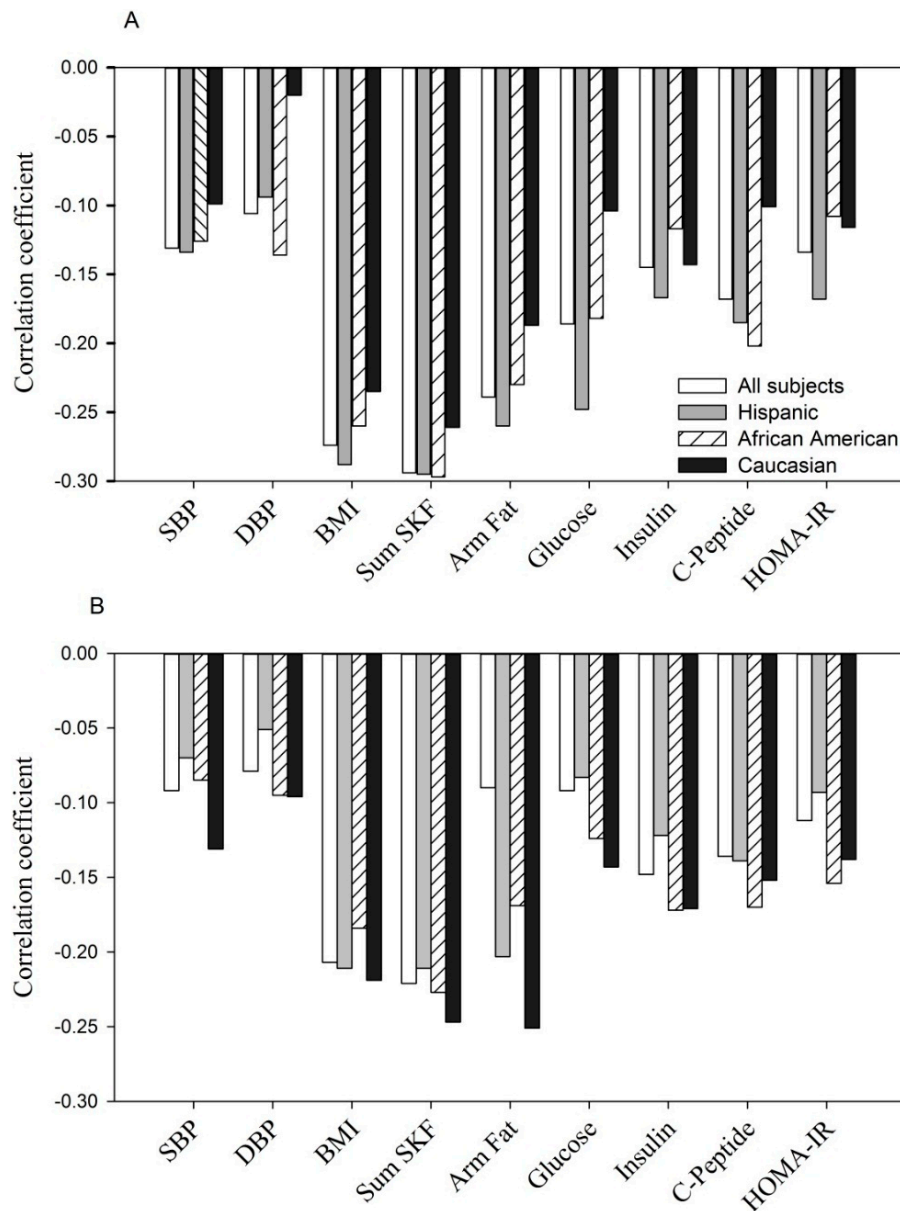 A
Correlation coefficient
0.00
-0.05
-0.10
-0.15
-0.20
-0.25
-0.30
All subjects
Hispanic
African American
Caucasian
SBP
DBP
BMI
Sum SKF
Arm Fat
Glucose
Insulin
C-Peptide
HOMA-IR
B
Correlation coefficient
0.00
-0.05
-0.10
-0.15
-0.20
-0.25
-0.30
SBP
DBP
BMI
Sum SKF
Arm Fat
Glucose
Insulin
C-Peptide
HOMA-IR